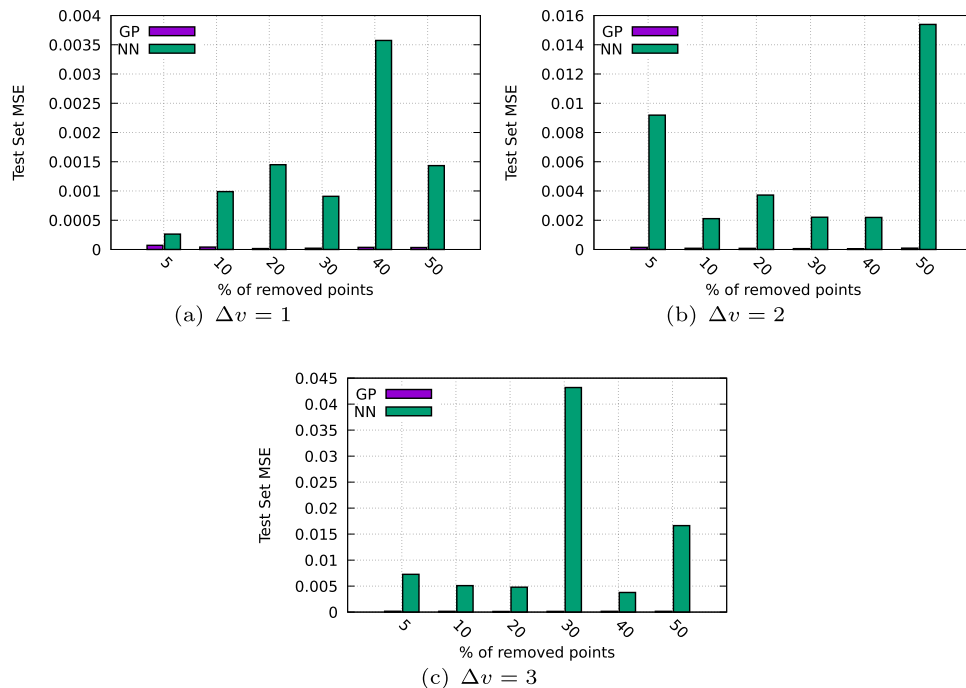 0.004
0.0035
0.003
0.0025
0.002
0.0015
0.001
0.0005
0
Test Set MSE
GP
NN
5 10 20 30 40 50
% of removed points
(a) Δv = 1
0.016
0.014
0.012
0.01
0.008
0.006
0.004
0.002
0
Test Set MSE
GP
NN
5 10 20 30 40 50
% of removed points
(b) Δv = 2
0.045
0.04
0.035
0.03
0.025
0.02
0.015
0.01
0.005
0
Test Set MSE
GP
NN
5 10 20 30 40 50
% of removed points
(c) Δv = 3